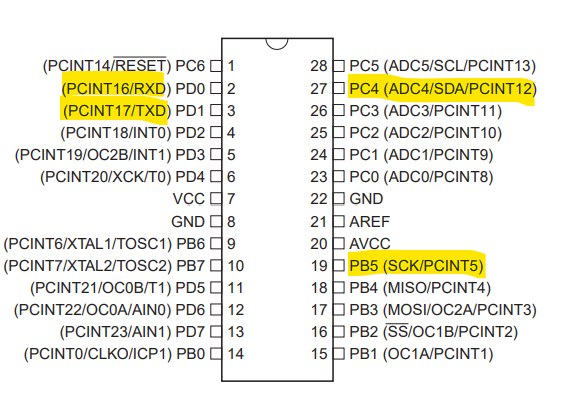 (PCINT14/RESET) PC6 1 28 PC5 (ADC5/SCL/PCINT13)
(PCINT16/RXD) PD0 2 27 PC4 (ADC4/SDA/PCINT12)
(PCINT17/TXD) PD1 3 26 PC3 (ADC3/PCINT11)
(PCINT18/INT0) PD2 4 25 PC2 (ADC2/PCINT10)
(PCINT19/OC2B/INT1) PD3 5 24 PC1 (ADC1/PCINT9)
(PCINT20/XCK/T0) PD4 6 23 PC0 (ADC0/PCINT8)
VCC 7 22 GND
GND 8 21 AREF
(PCINT6/XTAL1/TOSC1) PB6 9 20 AVCC
(PCINT7/XTAL2/TOSC2) PB7 10 19 PB5 (SCK/PCINT5)
(PCINT21/OC0B/T1) PD5 11 18 PB4 (MISO/PCINT4)
(PCINT22/OC0A/AIN0) PD6 12 17 PB3 (MOSI/OC2A/PCINT3)
(PCINT23/AIN1) PD7 13 16 PB2 (SS/OC1B/PCINT2)
(PCINT0/CLKO/ICP1) PB0 14 15 PB1 (OC1A/PCINT1)